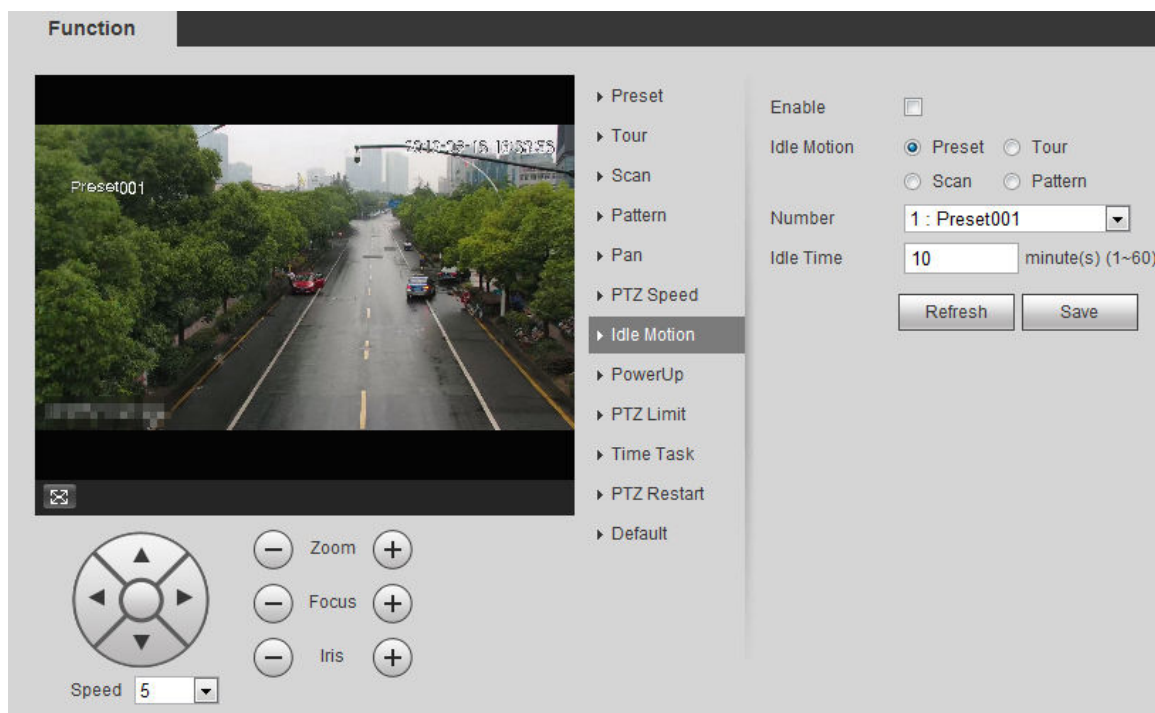 Function
Preset001
Preset
Tour
Scan
Pattern
Pan
PTZ Speed
Idle Motion
PowerUp
PTZ Limit
Time Task
PTZ Restart
Default
Enable
Idle Motion
Preset
Tour
Scan
Pattern
Number
1 : Preset001
Idle Time
10
minute(s) (1~60)
Refresh
Save
Zoom
Focus
Iris
Speed
5